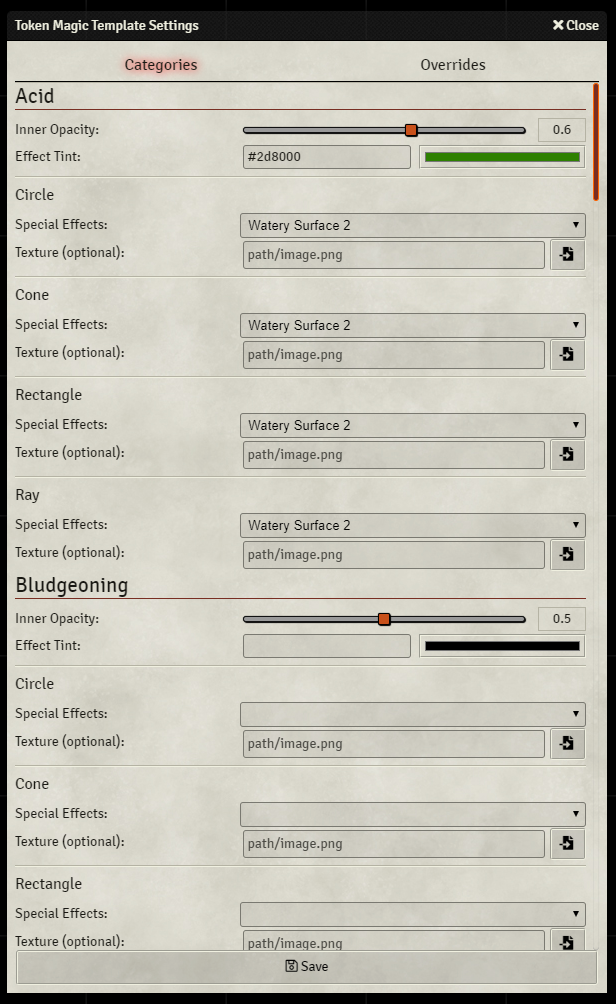 Token Magic Template Settings Close
Categories Overrides
Acid
Inner Opacity: 0.6
Effect Tint: #2d8000
Circle
Special Effects: Watery Surface 2
Texture (optional): path/image.png
Cone
Special Effects: Watery Surface 2
Texture (optional): path/image.png
Rectangle
Special Effects: Watery Surface 2
Texture (optional): path/image.png
Ray
Special Effects: Watery Surface 2
Texture (optional): path/image.png
Bludgeoning
Inner Opacity: 0.5
Effect Tint:
Circle
Special Effects:
Texture (optional): path/image.png
Cone
Special Effects:
Texture (optional): path/image.png
Rectangle
Special Effects:
Texture (optional): path/image.png
Save